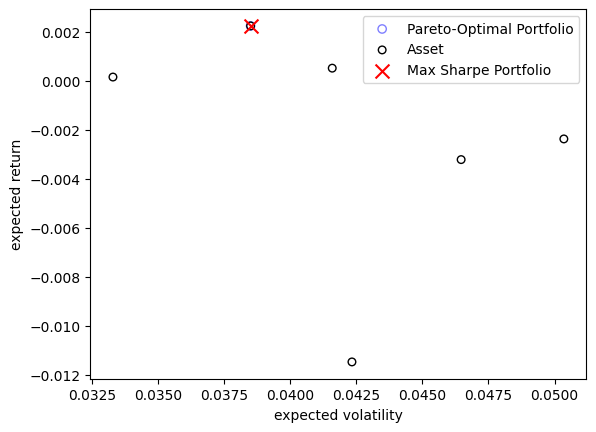 Pareto-Optimal Portfolio
Asset
Max Sharpe Portfolio
0.002
0.000
−0.002
−0.004
−0.006
−0.008
−0.010
−0.012
expected return
0.0325 0.0350 0.0375 0.0400 0.0425 0.0450 0.0475 0.0500
expected volatility